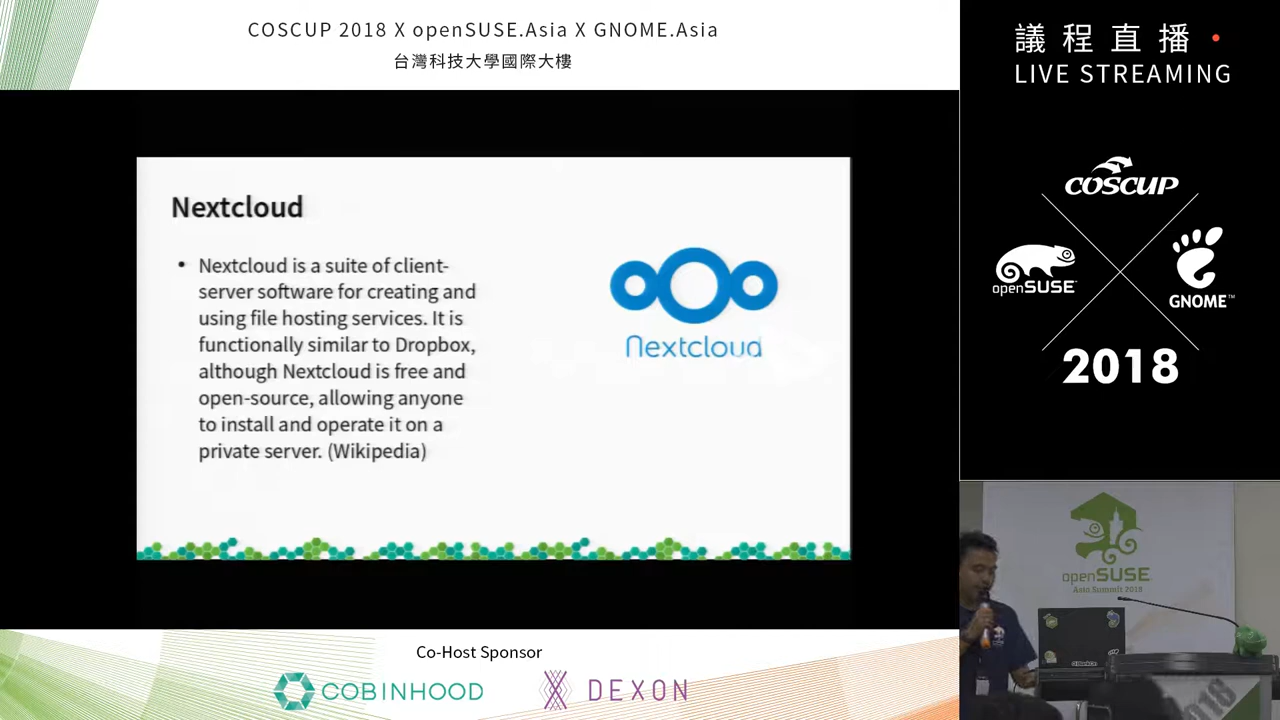 COSCUP 2018 X openSUSE.Asia X GNOME.Asia
台灣科技大學國際大樓
議程直播
LIVE STREAMING
Nextcloud
• Nextcloud is a suite of client-
server software for creating and
using file hosting services. It is
functionally similar to Dropbox,
although Nextcloud is free and
open-source, allowing anyone
to install and operate it on a
private server. (Wikipedia)
Nextcloud
COSCUP
openSUSE
GNOME™
2018
openSUSE
Asia Summit 2018
2018
Co-Host Sponsor
COBINHOOD
DEXON